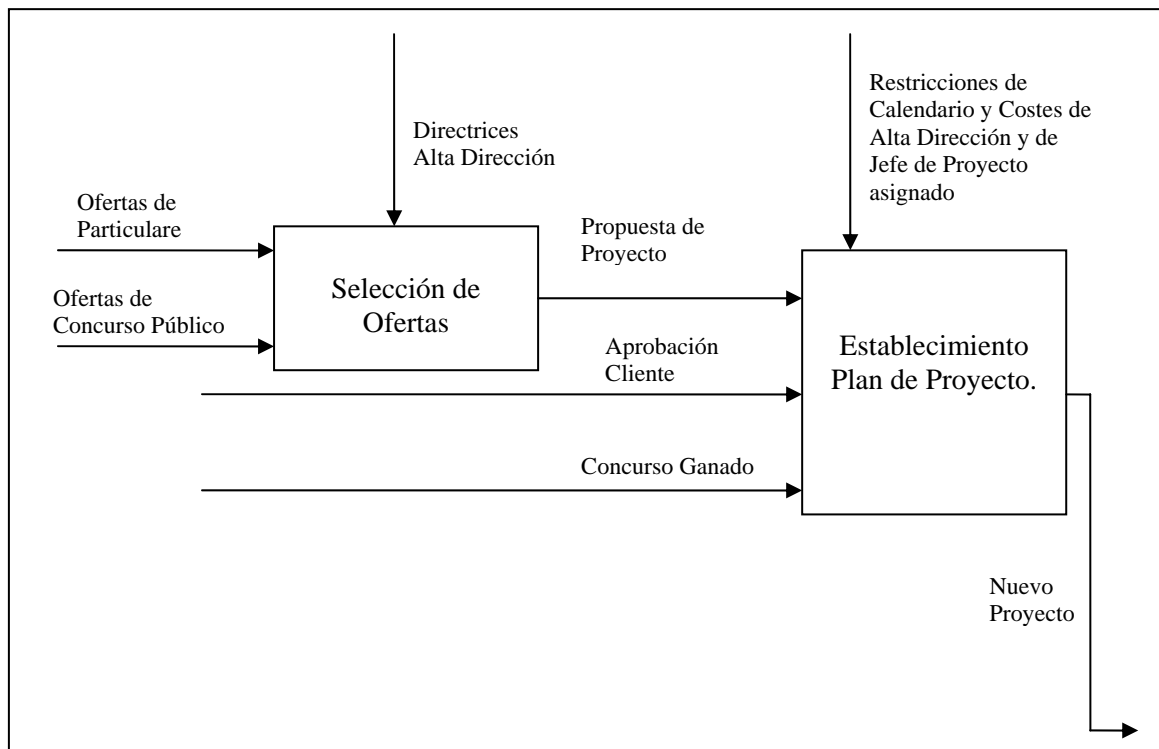 Directrices
Alta Dirección
Restricciones de
Calendario y Costes de
Alta Dirección y de
Jefe de Proyecto
asignado
Ofertas de
Particulare
Ofertas de
Concurso Público
Selección de
Ofertas
Propuesta de
Proyecto
Aprobación
Cliente
Concurso Ganado
Establecimiento
Plan de Proyecto.
Nuevo
Proyecto